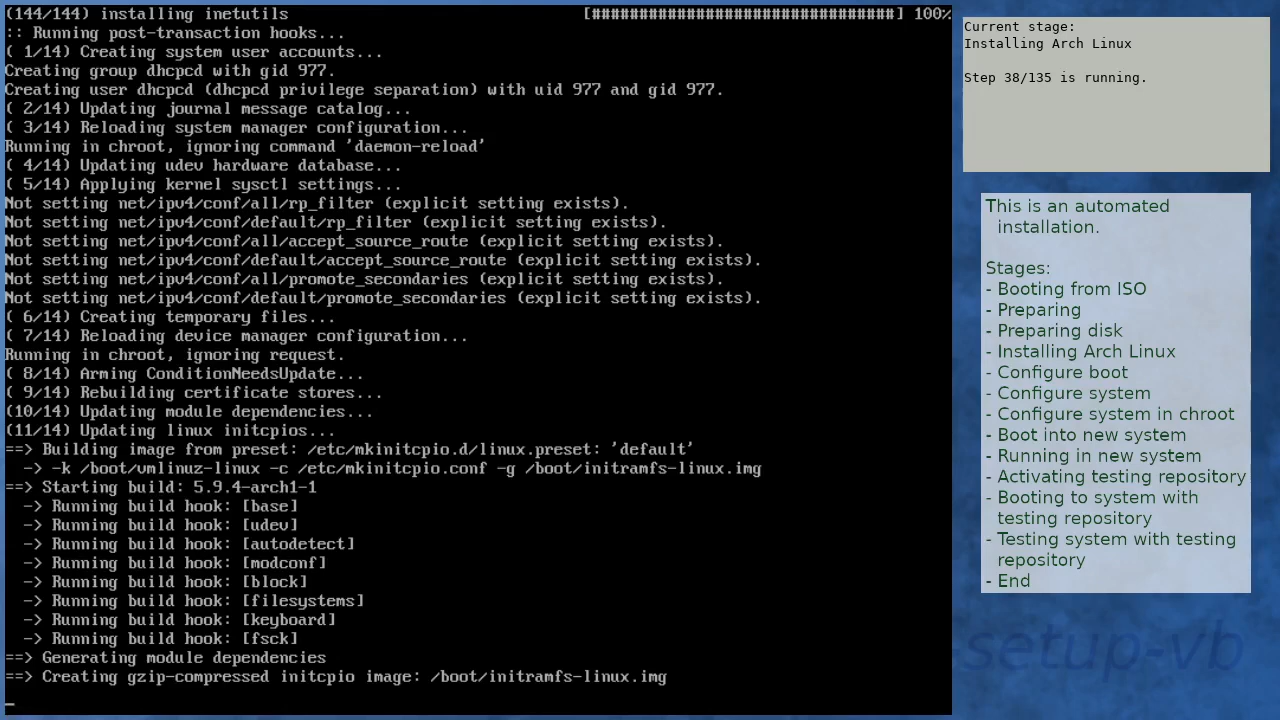 (144/144) installing inetutils [################################] 100%
:: Running post-transaction hooks...
( 1/14) Creating system user accounts...
Creating group dhcpcd with gid 977.
Creating user dhcpcd (dhcpcd privilege separation) with uid 977 and gid 977.
( 2/14) Updating journal message catalog...
( 3/14) Reloading system manager configuration...
Running in chroot, ignoring command 'daemon-reload'
( 4/14) Updating udev hardware database...
( 5/14) Applying kernel sysctl settings...
Not setting net/ipv4/conf/all/rp_filter (explicit setting exists).
Not setting net/ipv4/conf/default/rp_filter (explicit setting exists).
Not setting net/ipv4/conf/all/accept_source_route (explicit setting exists).
Not setting net/ipv4/conf/default/accept_source_route (explicit setting exists).
Not setting net/ipv4/conf/all/promote_secondaries (explicit setting exists).
Not setting net/ipv4/conf/default/promote_secondaries (explicit setting exists).
( 6/14) Creating temporary files...
( 7/14) Reloading device manager configuration...
Running in chroot, ignoring request.
( 8/14) Arming ConditionNeedsUpdate...
( 9/14) Rebuilding certificate stores...
(10/14) Updating module dependencies...
(11/14) Updating linux initcpios...
==> Building image from preset: /etc/mkinitcpio.d/linux.preset: 'default'
  -> -k /boot/vmlinuz-linux -c /etc/mkinitcpio.conf -g /boot/initramfs-linux.img
==> Starting build: 5.9.4-arch1-1
  -> Running build hook: [base]
  -> Running build hook: [udev]
  -> Running build hook: [autodetect]
  -> Running build hook: [modconf]
  -> Running build hook: [block]
  -> Running build hook: [filesystems]
  -> Running build hook: [keyboard]
  -> Running build hook: [fsck]
==> Generating module dependencies
==> Creating gzip-compressed initcpio image: /boot/initramfs-linux.img
Current stage:
Installing Arch Linux
Step 38/135 is running.
This is an automated
installation.
Stages:
- Booting from ISO
- Preparing
- Preparing disk
- Installing Arch Linux
- Configure boot
- Configure system
- Configure system in chroot
- Boot into new system
- Running in new system
- Activating testing repository
- Booting to system with
testing repository
- Testing system with testing
repository
- End
setup-vb